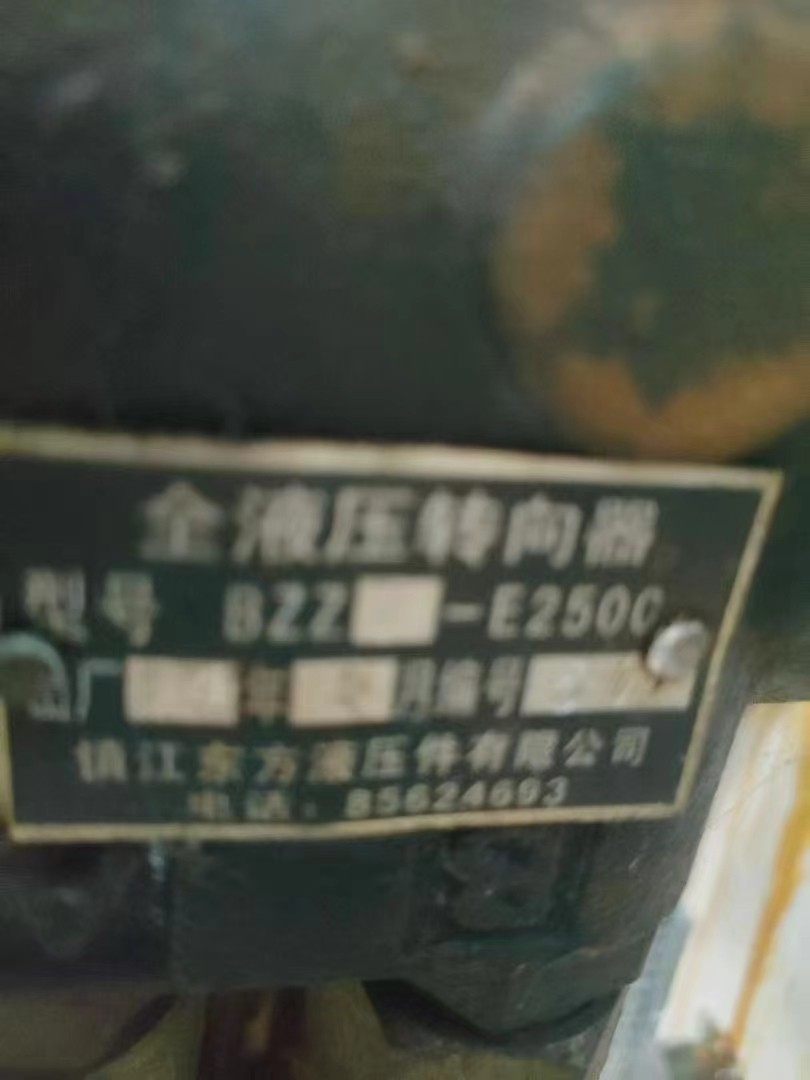 全液压转向器
型号 BZZ -E250C
出厂 年 月编号
镇江东方液压件有限公司
电话：85624693